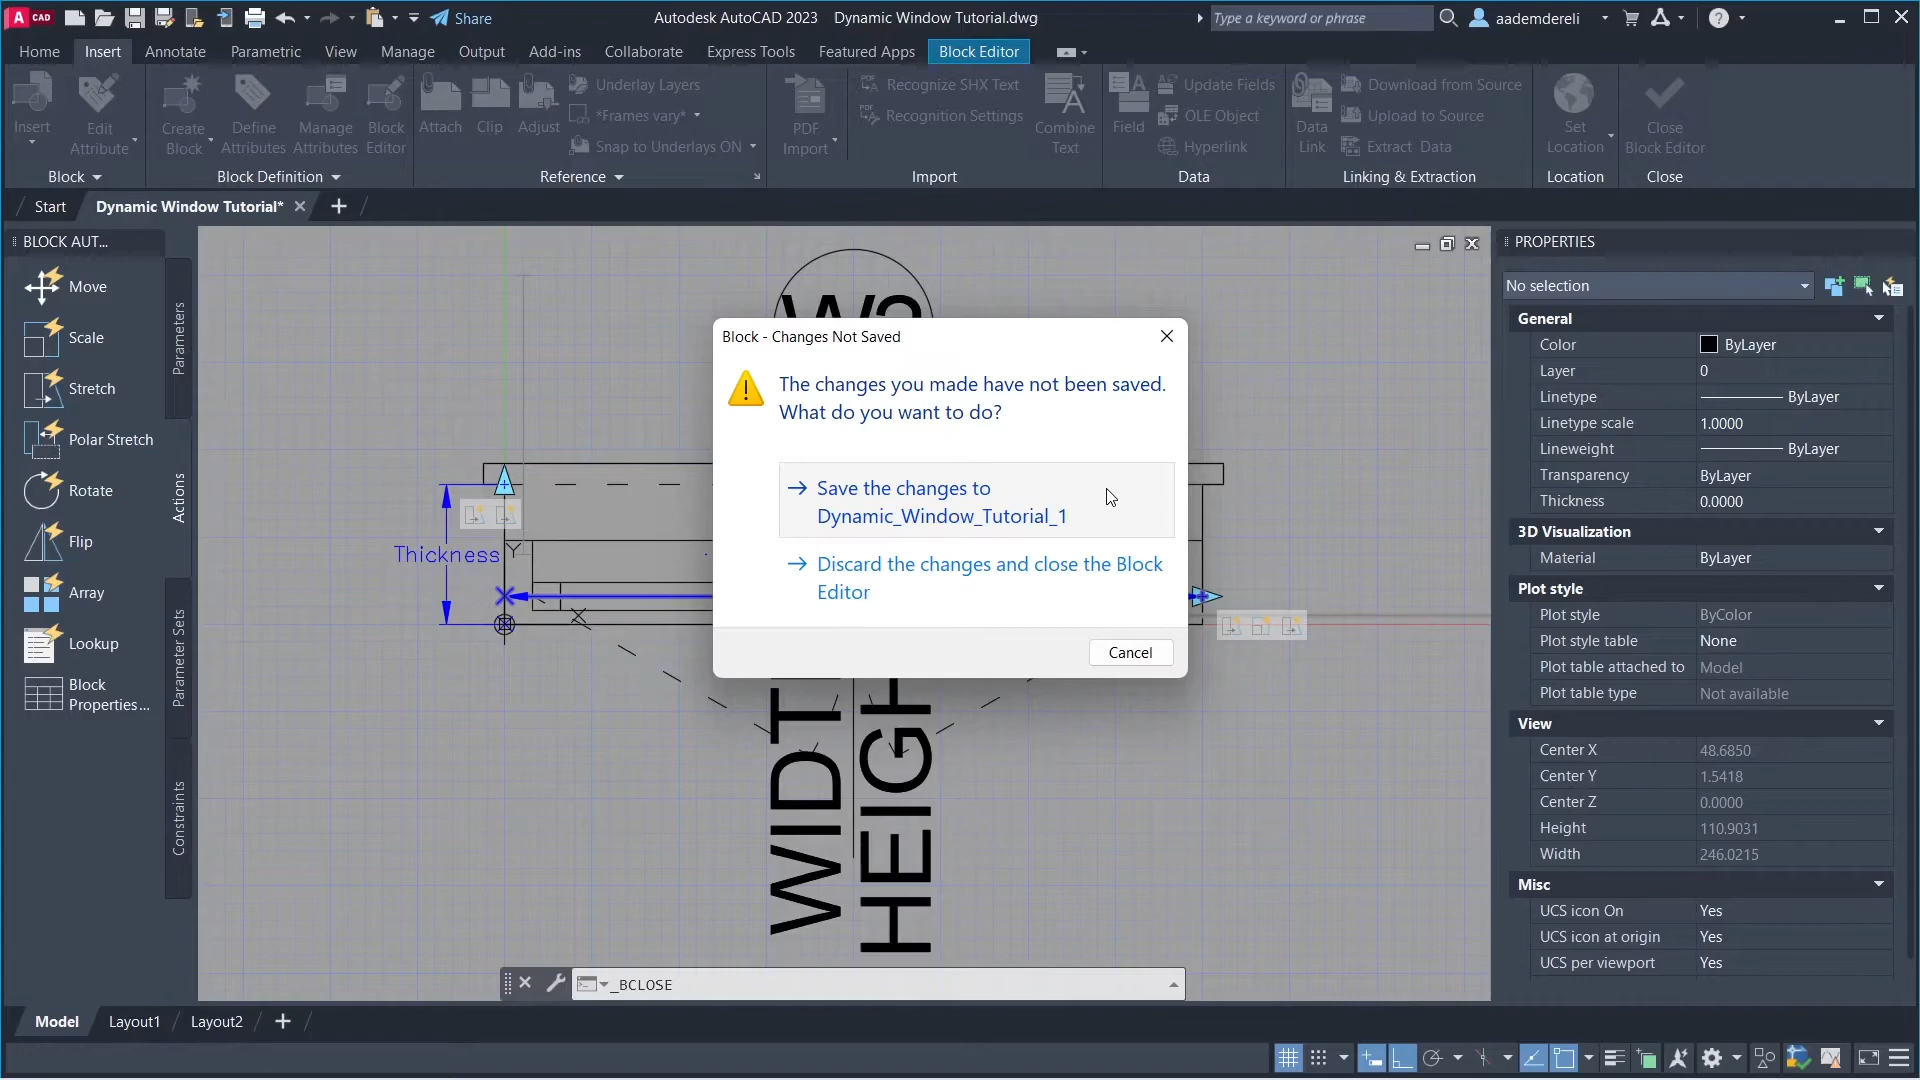 A CAD
Share
Autodesk AutoCAD 2023 Dynamic Window Tutorial.dwg
Type a keyword or phrase
aademdereli
Home Insert Annotate Parametric View Manage Output Add-ins Collaborate Express Tools Featured Apps Block Editor
Insert
Edit
Attribute
Create
Block
Define
Attributes
Manage
Attributes
Block
Editor
Attach
Clip
Adjust
Underlay Layers
*Frames vary*
Snap to Underlays ON
PDF
Import
Recognize SHX Text
Recognition Settings
Combine
Text
Field
Update Fields
OLE Object
Hyperlink
Data
Link
Download from Source
Upload to Source
Extract Data
Set
Location
Close
Block Editor
Block
Block Definition
Reference
Import
Data
Linking & Extraction
Location
Close
Start
Dynamic Window Tutorial*
BLOCK AUT...
Move
Scale
Stretch
Polar Stretch
Rotate
Flip
Array
Lookup
Block
Properties...
Parameters
Actions
Parameter Sets
Constraints
Thickness
Y
X
Block - Changes Not Saved
The changes you made have not been saved.
What do you want to do?
Save the changes to
Dynamic_Window_Tutorial_1
Discard the changes and close the Block
Editor
Cancel
_BCLOSE
PROPERTIES
No selection
General
Color ByLayer
Layer 0
Linetype ByLayer
Linetype scale 1.0000
Lineweight ByLayer
Transparency ByLayer
Thickness 0.0000
3D Visualization
Material ByLayer
Plot style
Plot style ByColor
Plot style table None
Plot table attached to Model
Plot table type Not available
View
Center X 48.6850
Center Y 1.5418
Center Z 0.0000
Height 110.9031
Width 246.0215
Misc
UCS icon On Yes
UCS icon at origin Yes
UCS per viewport Yes
Model Layout1 Layout2